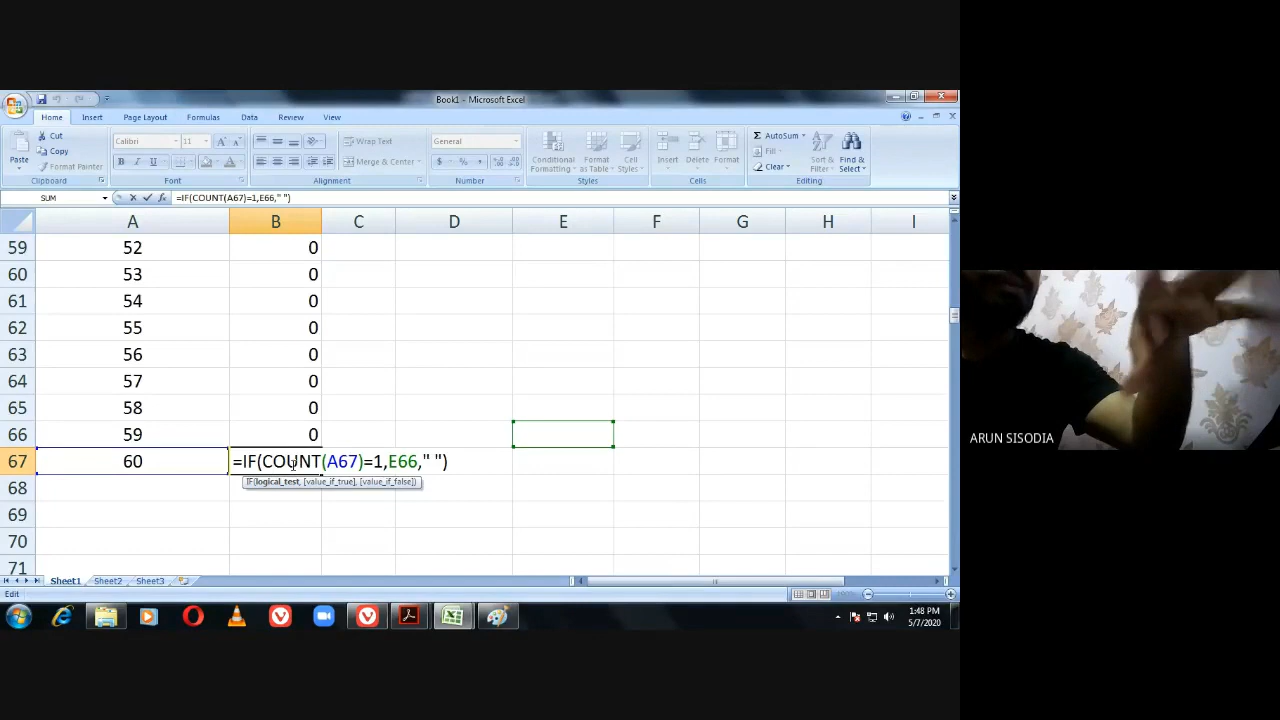 Book1 - Microsoft Excel
Home Insert Page Layout Formulas Data Review View
Paste
Cut
Copy
Format Painter
Clipboard
Calibri 11
B I U
A A
Font
Wrap Text
Merge & Center
Alignment
General
$ % ,
Number
Conditional Formatting
Format as Table
Cell Styles
Styles
Insert
Delete
Format
Cells
Σ AutoSum
Fill
Clear
Sort & Filter
Find & Select
Editing
SUM =IF(COUNT(A67)=1,E66," ")
A B C D E F G H I
59 52 0
60 53 0
61 54 0
62 55 0
63 56 0
64 57 0
65 58 0
66 59 0
67 60 =IF(COUNT(A67)=1,E66," ")
IF(logical_test, [value_if_true], [value_if_false])
68
69
70
71
Sheet1 Sheet2 Sheet3
Edit
1:48 PM
5/7/2020
ARUN SISODIA